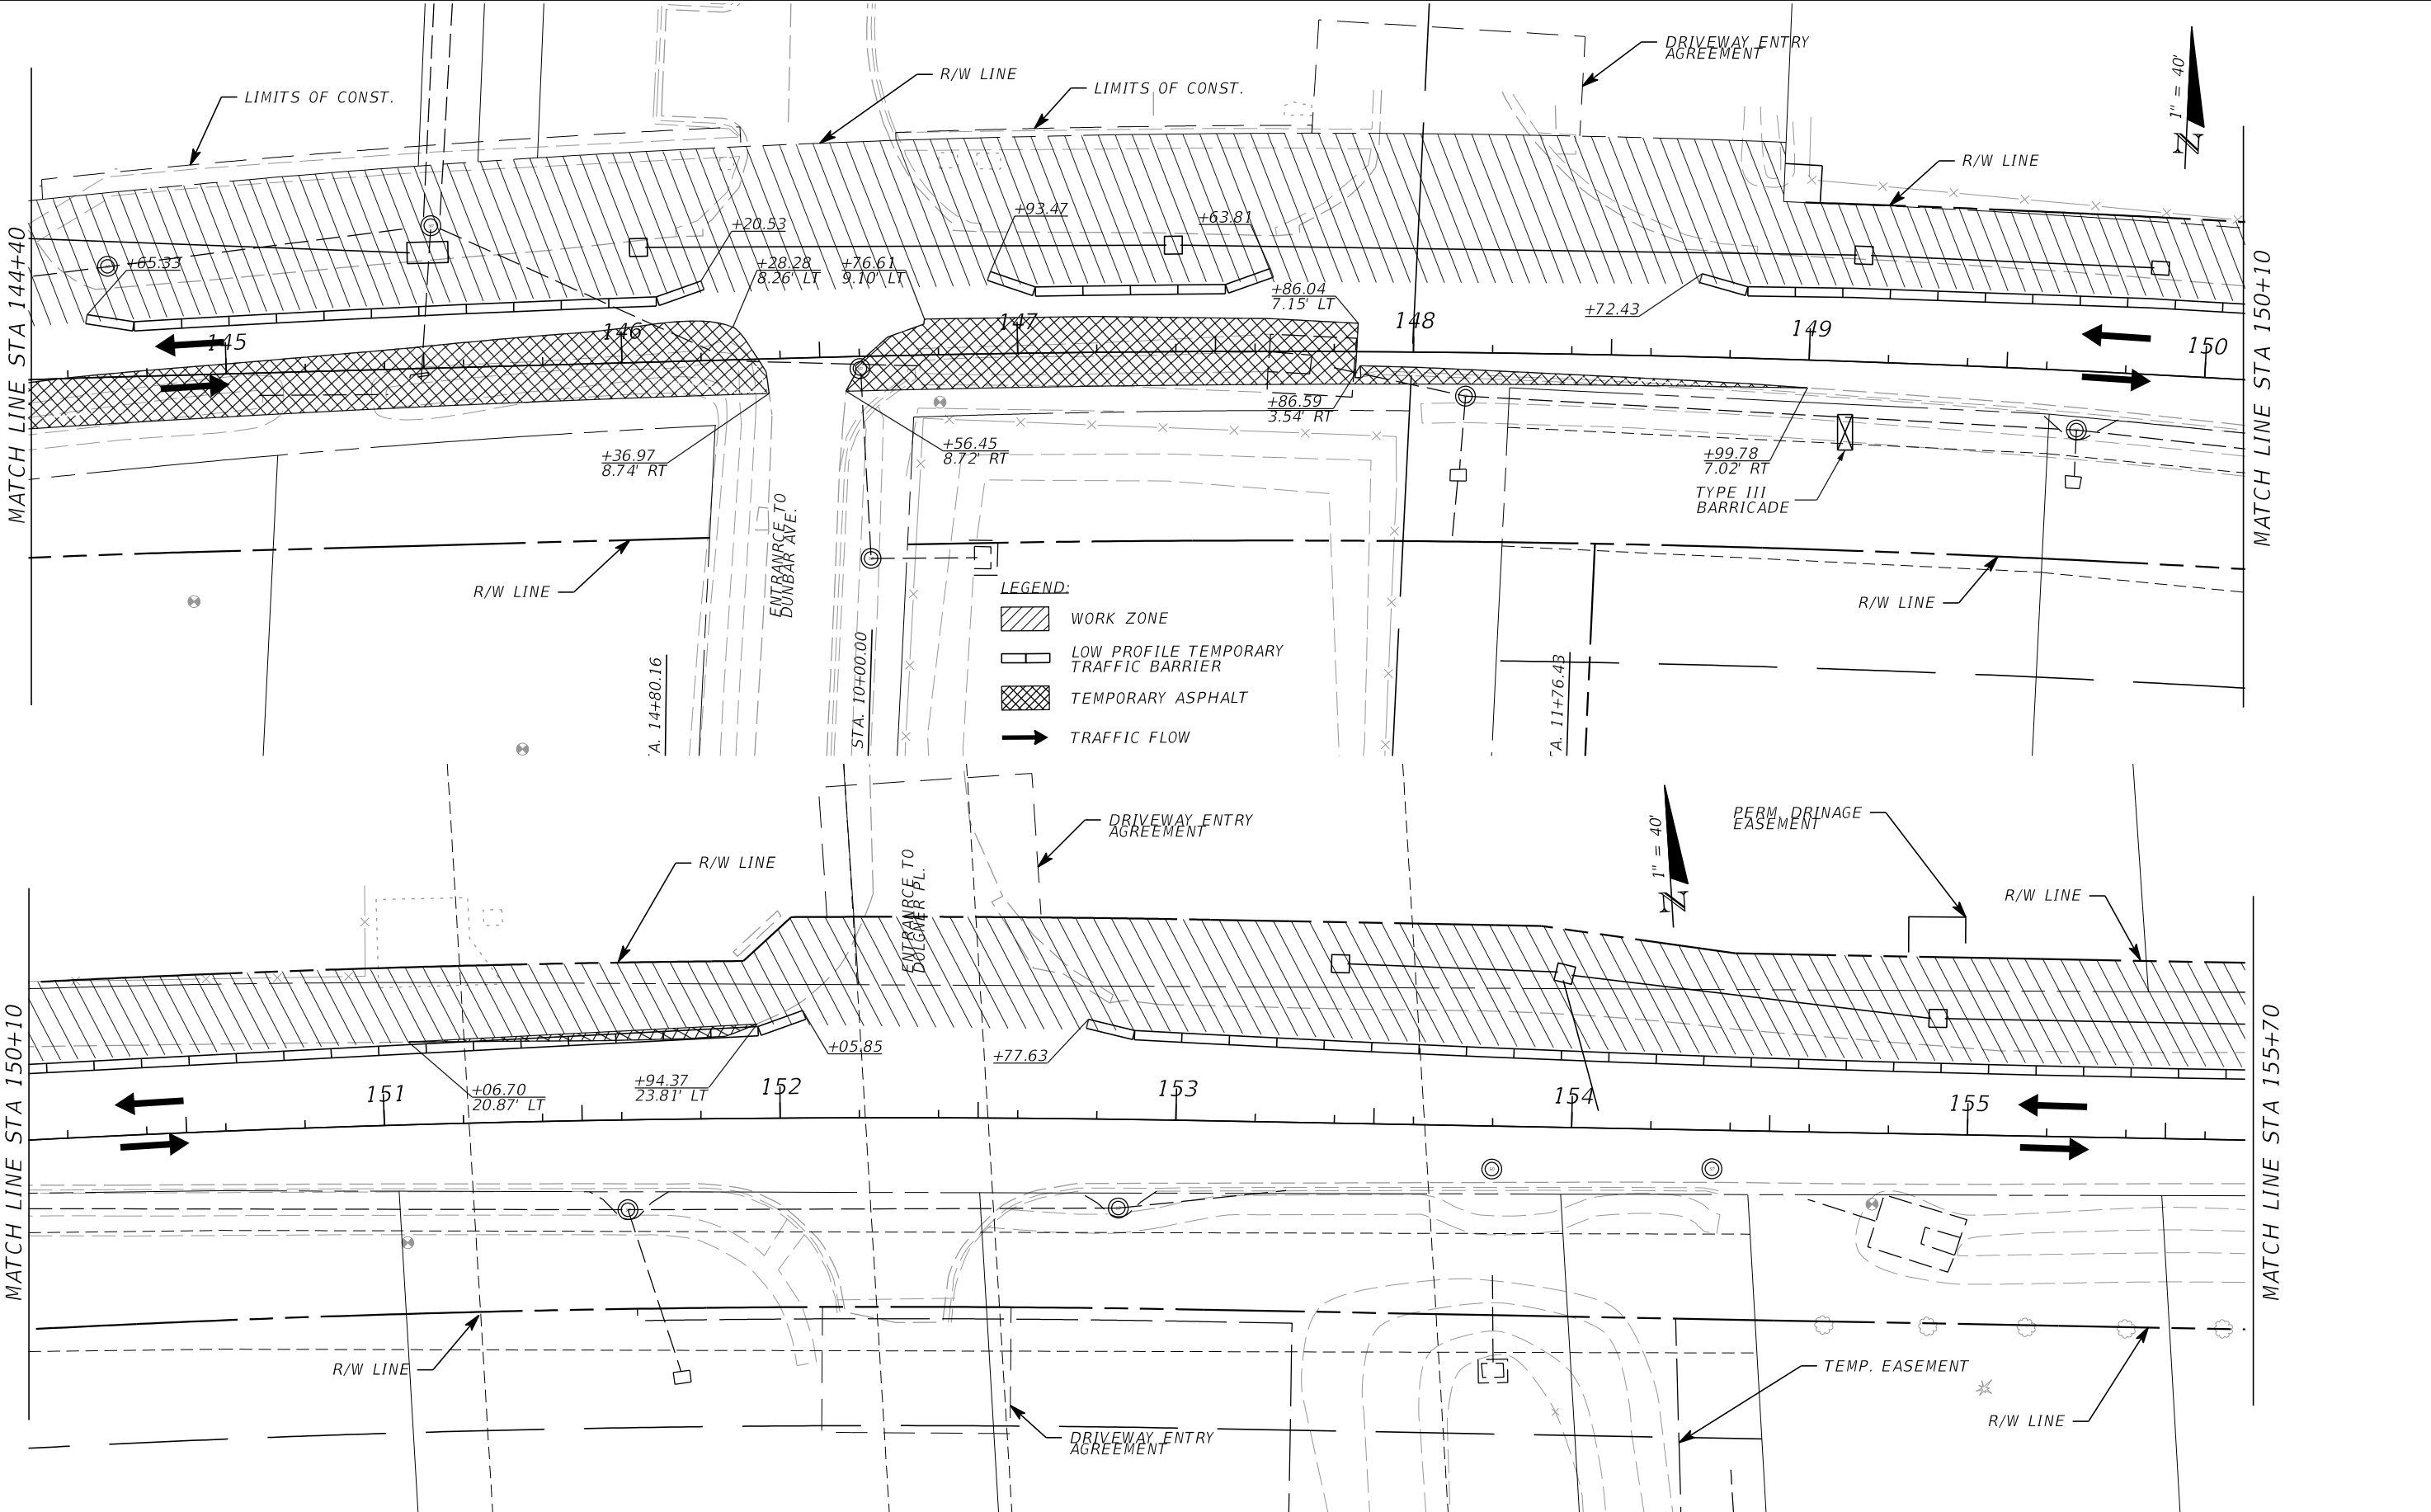 DRIVEWAY ENTRY
AGREEMENT
1" = 40'
N
R/W LINE
LIMITS OF CONST.
LIMITS OF CONST.
R/W LINE
MATCH LINE STA 144+40
MATCH LINE STA 150+10
+93.47
+63.81
+20.53
+65.33
+28.28
8.26' LT
+76.61
9.10' LT
+86.04
7.15' LT
+72.43
145
146
147
148
149
150
+86.59
3.54' RT
+36.97
8.74' RT
+56.45
8.72' RT
+99.78
7.02' RT
TYPE III
BARRICADE
ENTRANRCE TO
DUNBAR AVE.
R/W LINE
R/W LINE
LEGEND:
WORK ZONE
LOW PROFILE TEMPORARY
TRAFFIC BARRIER
TEMPORARY ASPHALT
TRAFFIC FLOW
A. 14+80.16
STA. 10+00.00
A. 11+76.43
DRIVEWAY ENTRY
AGREEMENT
PERM. DRINAGE
EASEMENT
1" = 40'
N
R/W LINE
R/W LINE
ENTRANRCE TO
DOLGNER PL.
MATCH LINE STA 150+10
MATCH LINE STA 155+70
+05.85
+77.63
+06.70
20.87' LT
+94.37
23.81' LT
151
152
153
154
155
R/W LINE
TEMP. EASEMENT
R/W LINE
DRIVEWAY ENTRY
AGREEMENT